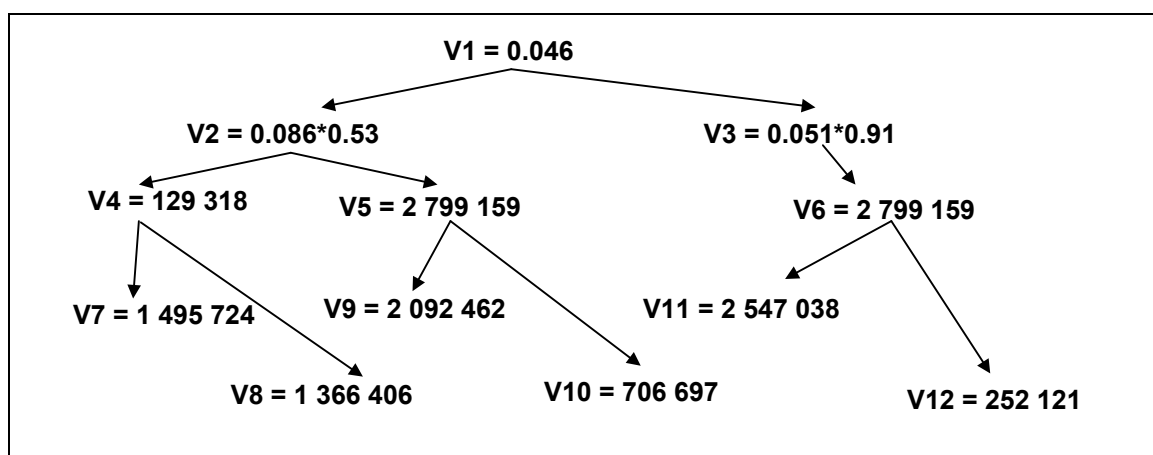 V1 = 0.046
V2 = 0.086*0.53
V3 = 0.051*0.91
V4 = 129 318
V5 = 2 799 159
V6 = 2 799 159
V7 = 1 495 724
V9 = 2 092 462
V11 = 2 547 038
V8 = 1 366 406
V10 = 706 697
V12 = 252 121